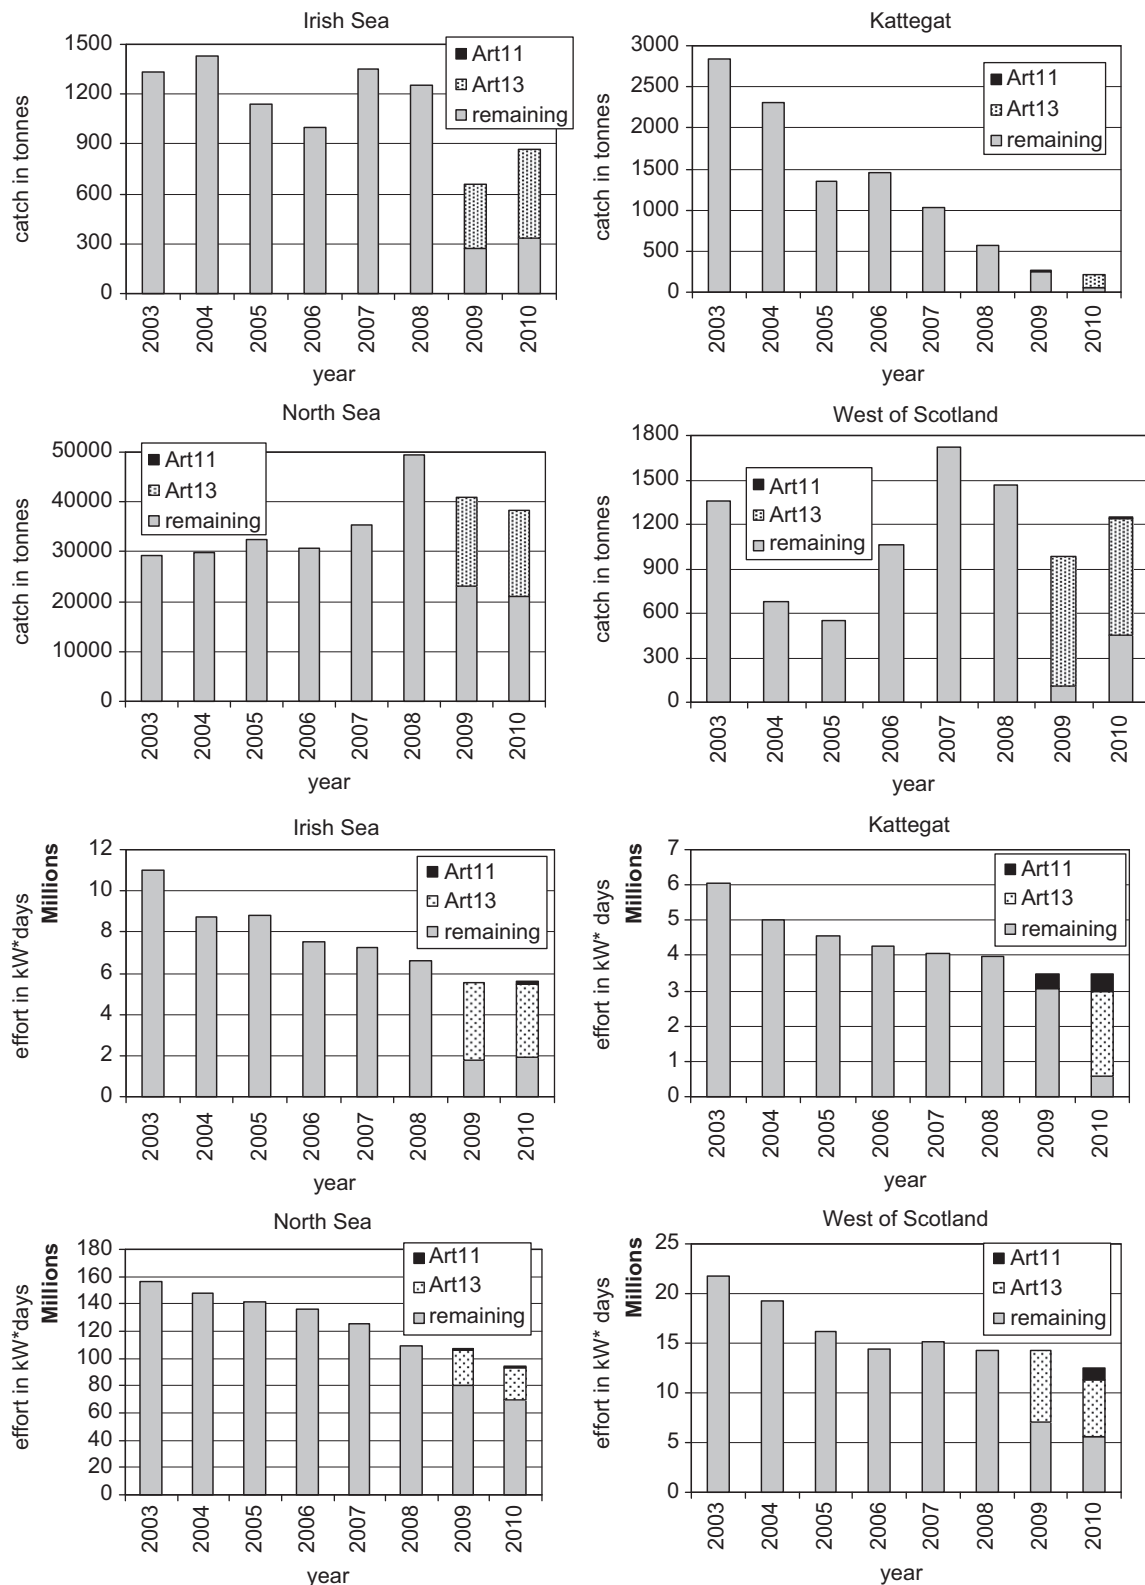 Irish Sea
catch in tonnes
1500
1200
900
600
300
0
Art11
Art13
remaining
2003
2004
2005
2006
2007
2008
2009
2010
year
Kattegat
catch in tonnes
3000
2500
2000
1500
1000
500
0
Art11
Art13
remaining
2003
2004
2005
2006
2007
2008
2009
2010
year
North Sea
catch in tonnes
50000
40000
30000
20000
10000
0
Art11
Art13
remaining
2003
2004
2005
2006
2007
2008
2009
2010
year
West of Scotland
catch in tonnes
1800
1500
1200
900
600
300
0
Art11
Art13
remaining
2003
2004
2005
2006
2007
2008
2009
2010
year
Irish Sea
effort in kW*days
Millions
12
10
8
6
4
2
0
Art11
Art13
remaining
2003
2004
2005
2006
2007
2008
2009
2010
year
Kattegat
effort in kW* days
Millions
7
6
5
4
3
2
1
0
Art11
Art13
remaining
2003
2004
2005
2006
2007
2008
2009
2010
year
North Sea
effort in kW*days
Millions
180
160
140
120
100
80
60
40
20
0
Art11
Art13
remaining
2003
2004
2005
2006
2007
2008
2009
2010
year
West of Scotland
effort in kW* days
Millions
25
20
15
10
5
0
Art11
Art13
remaining
2003
2004
2005
2006
2007
2008
2009
2010
year